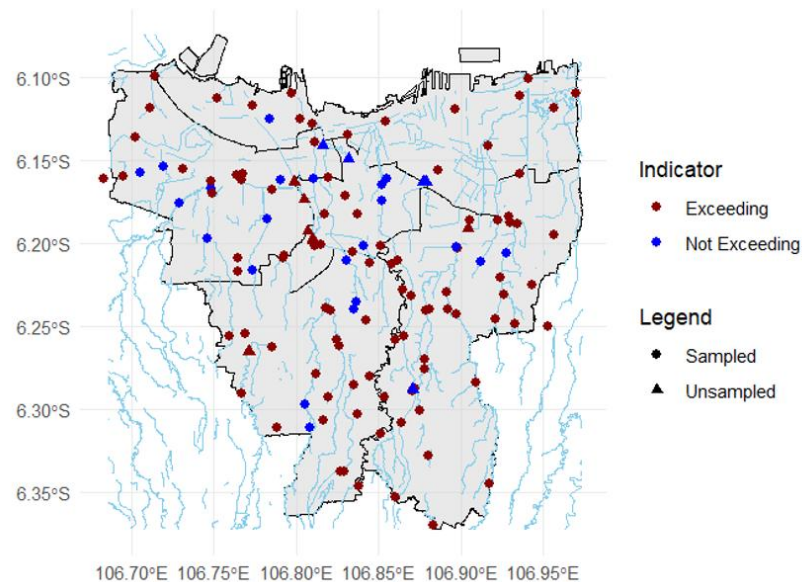 6.10°S
6.15°S
6.20°S
6.25°S
6.30°S
6.35°S
106.70°E 106.75°E 106.80°E 106.85°E 106.90°E 106.95°E
Indicator
Exceeding
Not Exceeding
Legend
Sampled
Unsampled